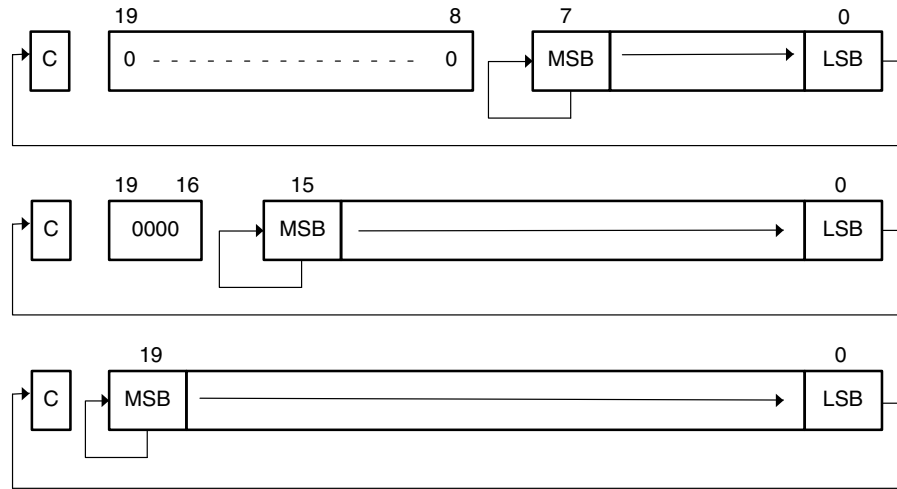 19 8 7 0
C 0 - - - - - - - - - - - - - - - 0 MSB LSB
19 16 15 0
C 0000 MSB LSB
19 0
C MSB LSB